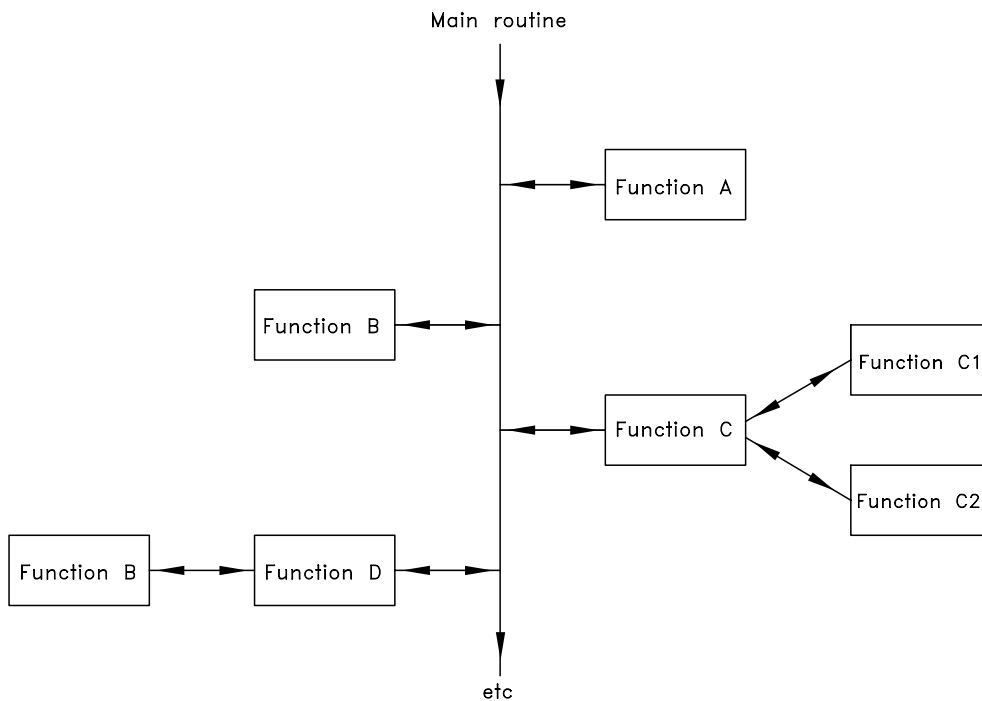 Main routine
Function A
Function B
Function C1
Function C
Function C2
Function B
Function D
etc